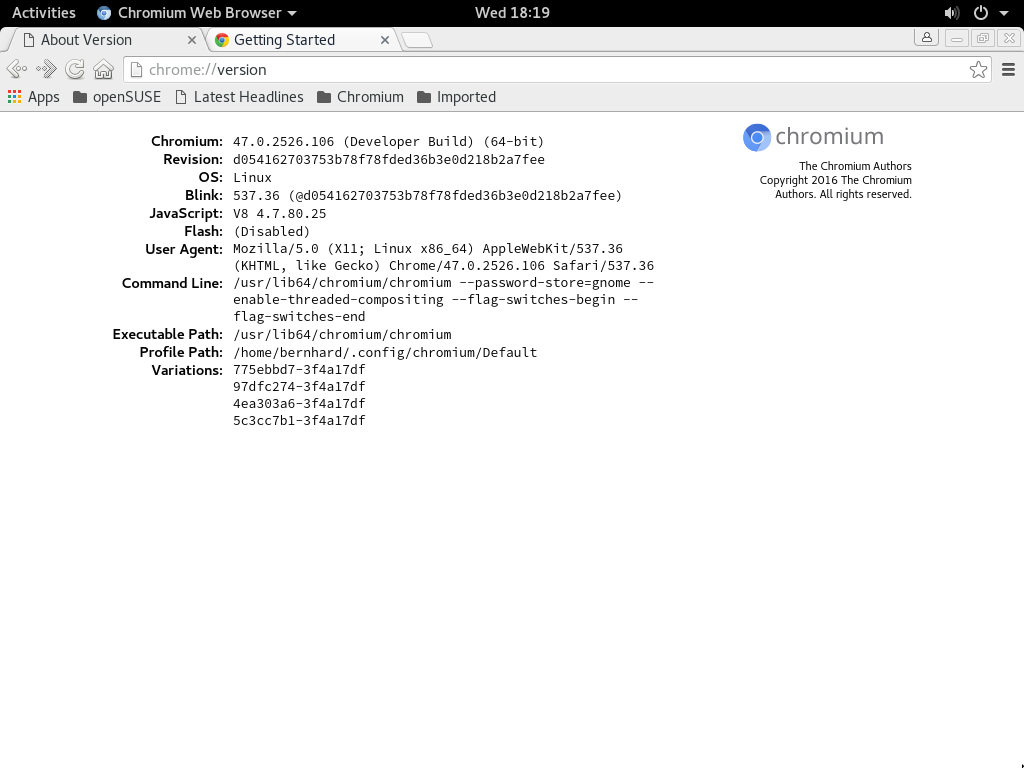 Activities Chromium Web Browser Wed 18:19
About Version Getting Started
chrome://version
Apps openSUSE Latest Headlines Chromium Imported
chromium
The Chromium Authors
Copyright 2016 The Chromium
Authors. All rights reserved.
Chromium: 47.0.2526.106 (Developer Build) (64-bit)
Revision: d054162703753b78f78fded36b3e0d218b2a7fee
OS: Linux
Blink: 537.36 (@d054162703753b78f78fded36b3e0d218b2a7fee)
JavaScript: V8 4.7.80.25
Flash: (Disabled)
User Agent: Mozilla/5.0 (X11; Linux x86_64) AppleWebKit/537.36
(KHTML, like Gecko) Chrome/47.0.2526.106 Safari/537.36
Command Line: /usr/lib64/chromium/chromium --password-store=gnome --
enable-threaded-compositing --flag-switches-begin --
flag-switches-end
Executable Path: /usr/lib64/chromium/chromium
Profile Path: /home/bernhard/.config/chromium/Default
Variations: 775ebbd7-3f4a17df
97dfc274-3f4a17df
4ea303a6-3f4a17df
5c3cc7b1-3f4a17df